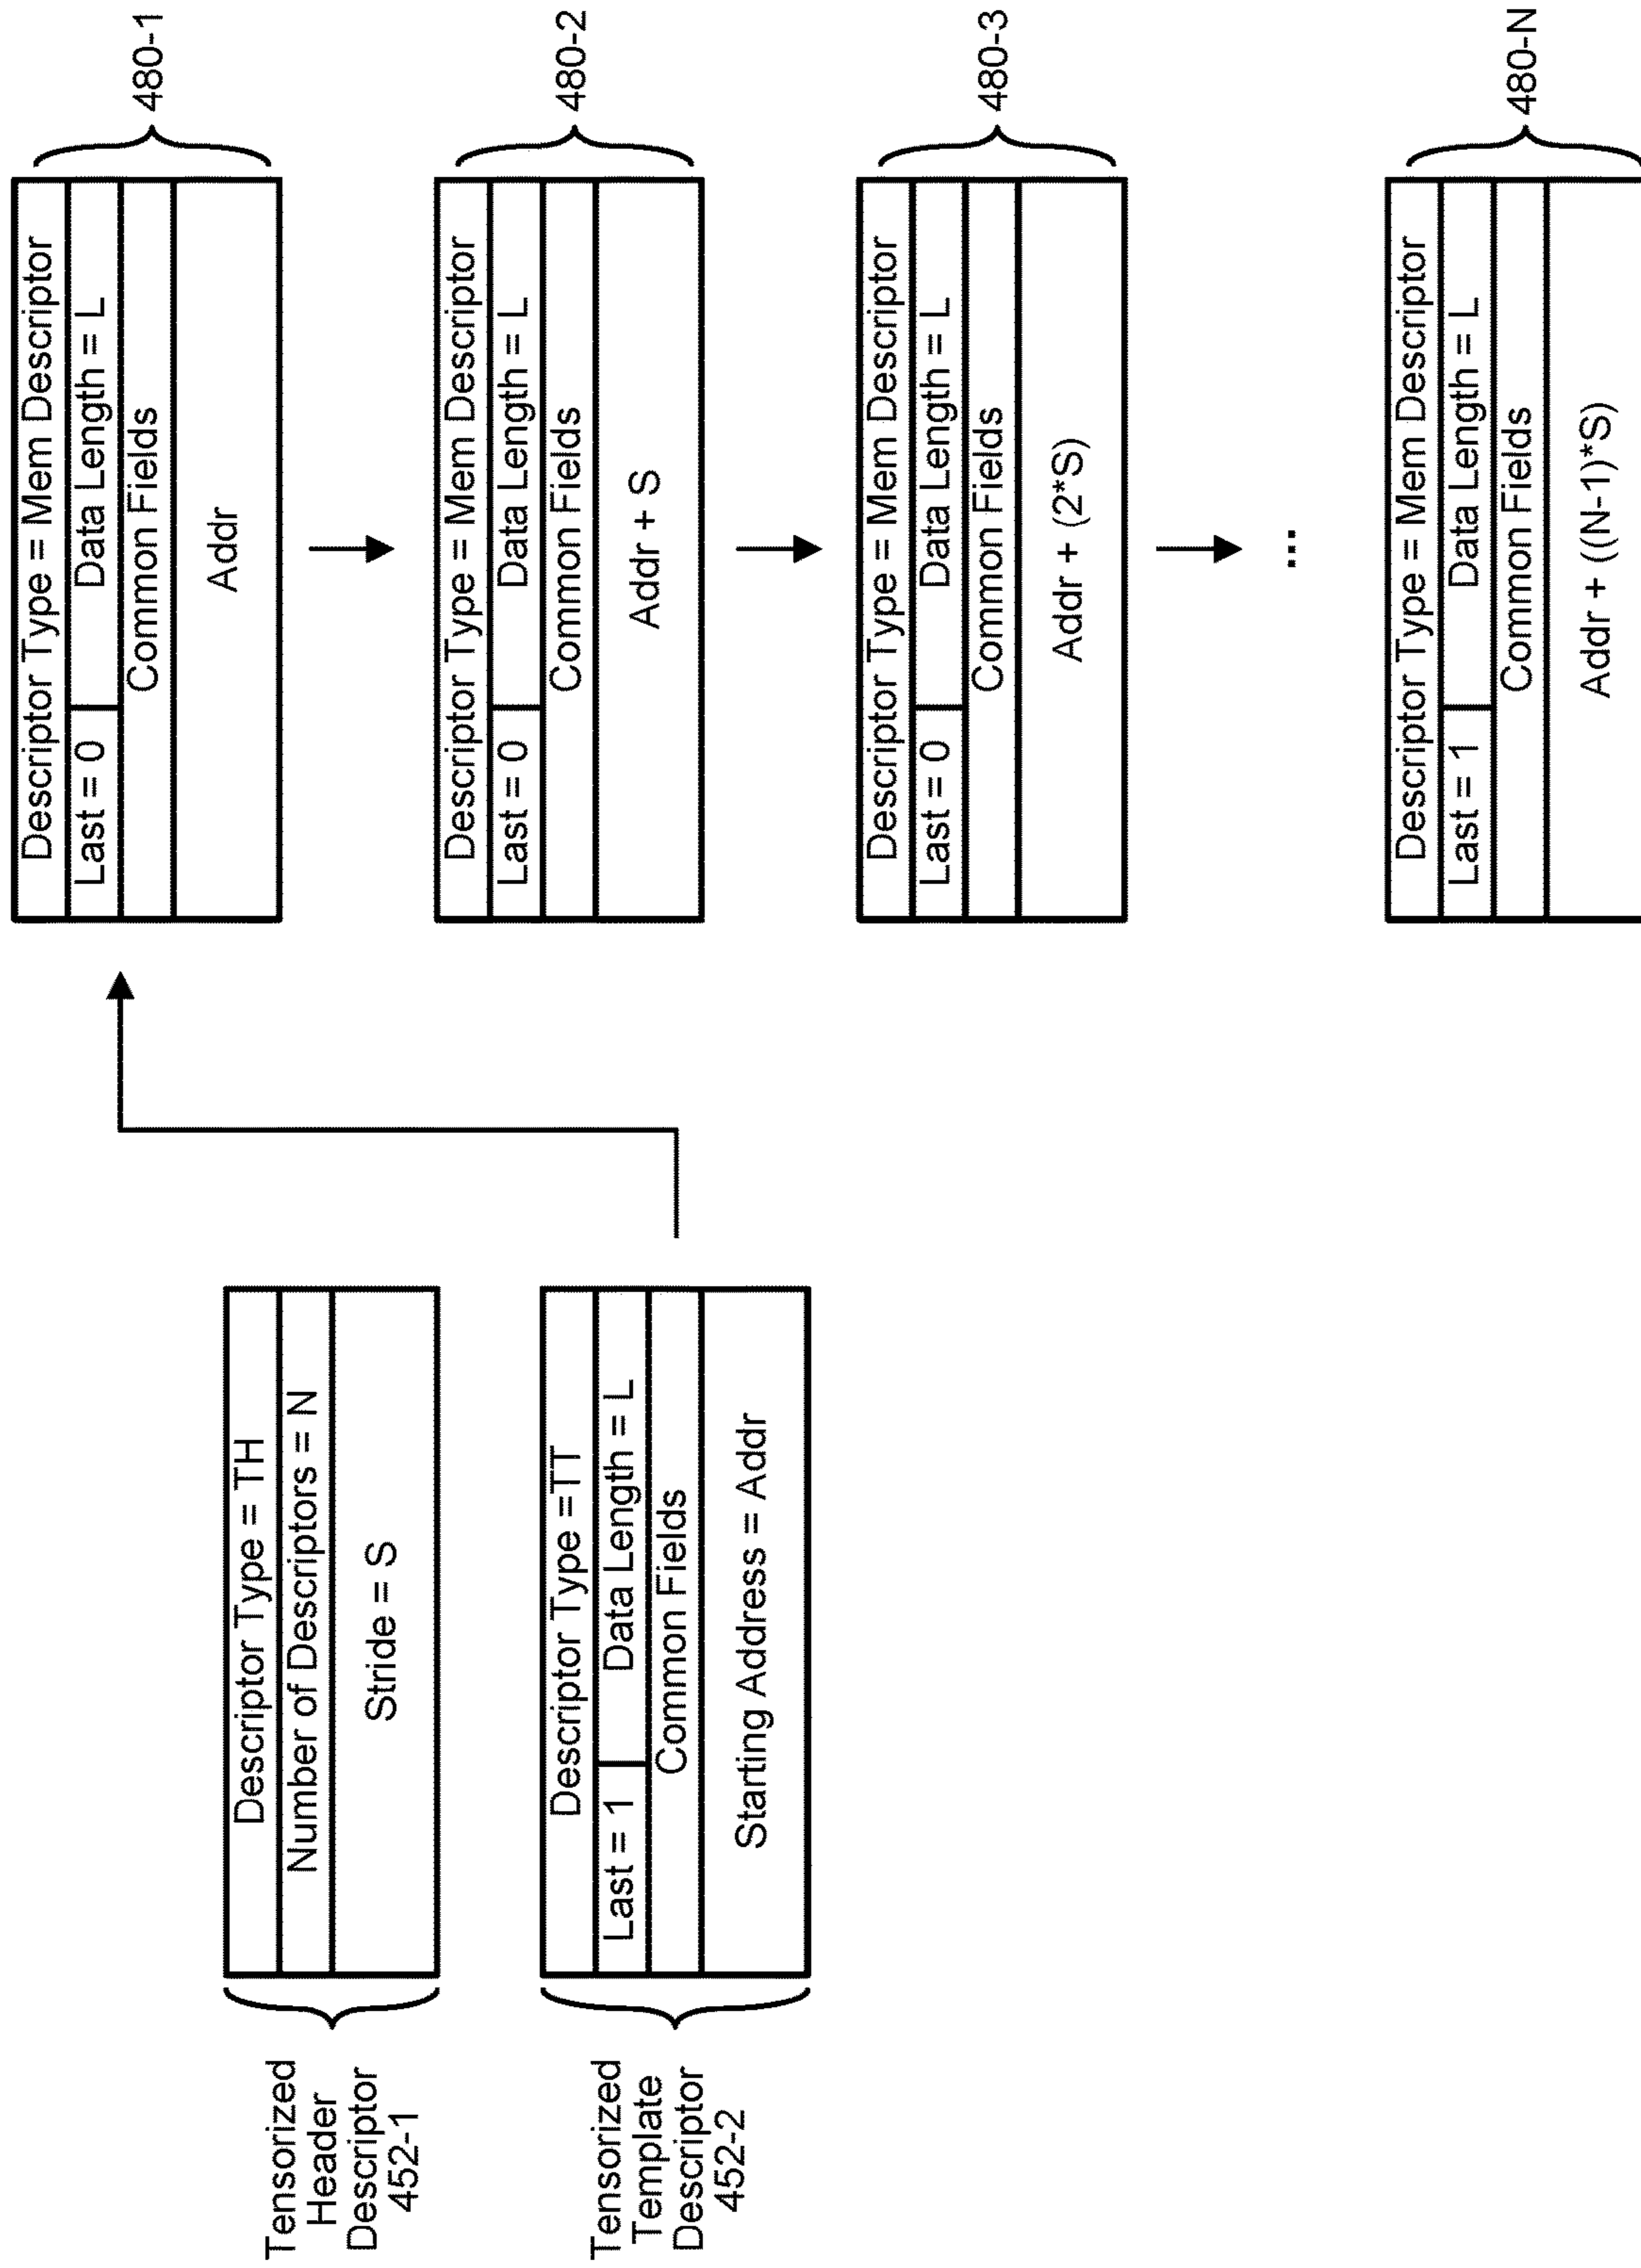 Tensorized
Header
Descriptor
452-1
Descriptor Type = TH
Number of Descriptors = N
Stride = S
Tensorized
Template
Descriptor
452-2
Descriptor Type =TT
Last = 1 Data Length = L
Common Fields
Starting Address = Addr
Descriptor Type = Mem Descriptor
Last = 0 Data Length = L
Common Fields
Addr
480-1
Descriptor Type = Mem Descriptor
Last = 0 Data Length = L
Common Fields
Addr + S
480-2
Descriptor Type = Mem Descriptor
Last = 0 Data Length = L
Common Fields
Addr + (2*S)
480-3
...
Descriptor Type = Mem Descriptor
Last = 1 Data Length = L
Common Fields
Addr + ((N-1)*S)
480-N